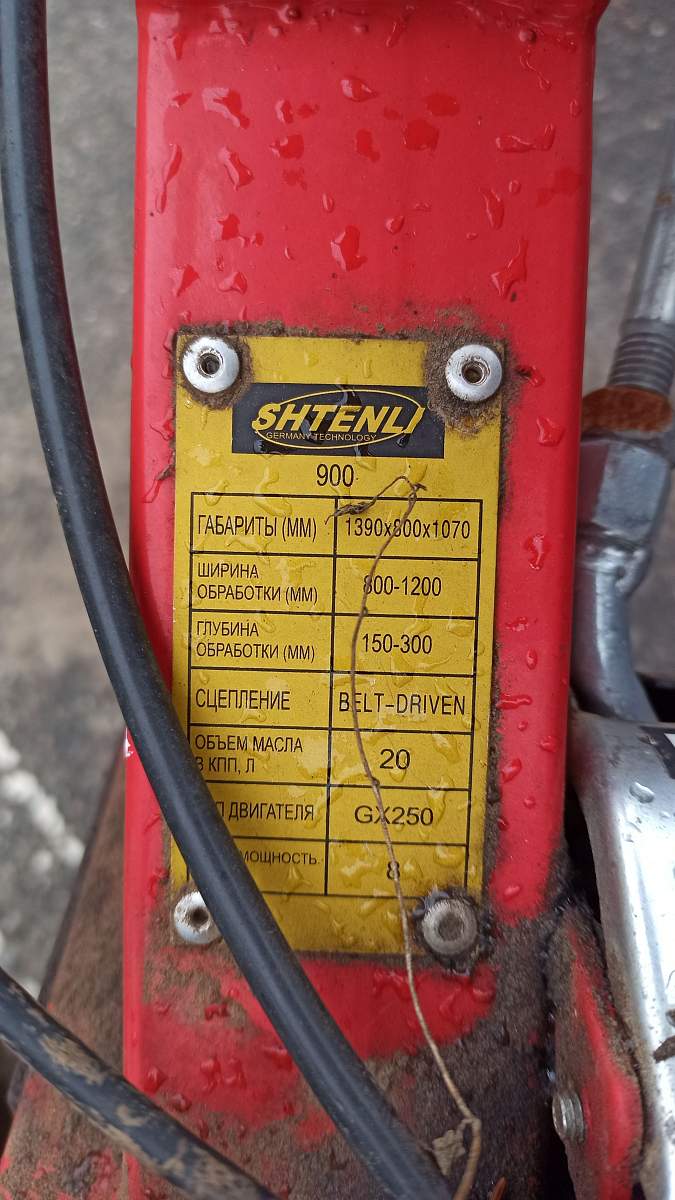 SHTENLI
GERMANY TECHNOLOGY
900
ГАБАРИТЫ (ММ) 1390x800x1070
ШИРИНА
ОБРАБОТКИ (ММ) 800-1200
ГЛУБИНА
ОБРАБОТКИ (ММ) 150-300
СЦЕПЛЕНИЕ BELT-DRIVEN
ОБЪЕМ МАСЛА
В КПП, Л 20
ДВИГАТЕЛЯ GX250
МОЩНОСТЬ 8